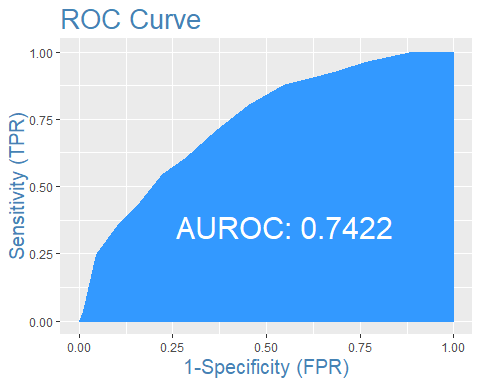 ROC Curve
1.00
0.75
0.50
0.25
0.00
Sensitivity (TPR)
AUROC: 0.7422
0.00 0.25 0.50 0.75 1.00
1-Specificity (FPR)